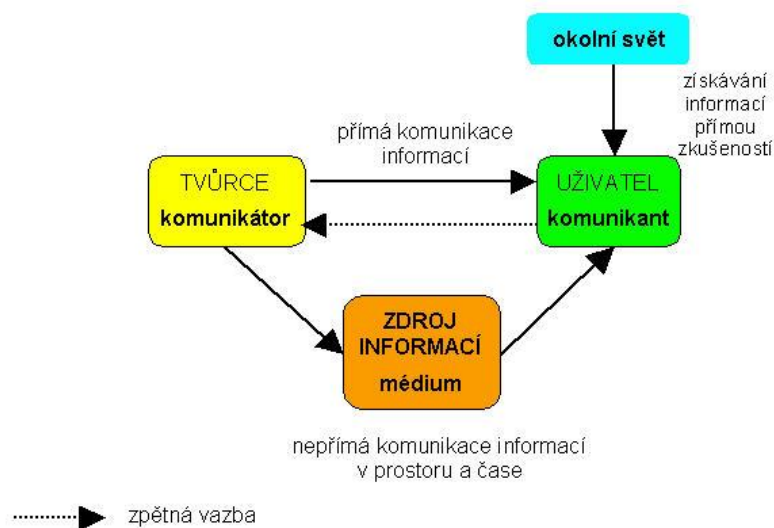 okolní svět
získávání
informací
přímou
zkušeností
přímá komunikace
informací
TVŮRCE
komunikátor
UŽIVATEL
komunikant
ZDROJ
INFORMACÍ
médium
nepřímá komunikace informací
v prostoru a čase
zpětná vazba